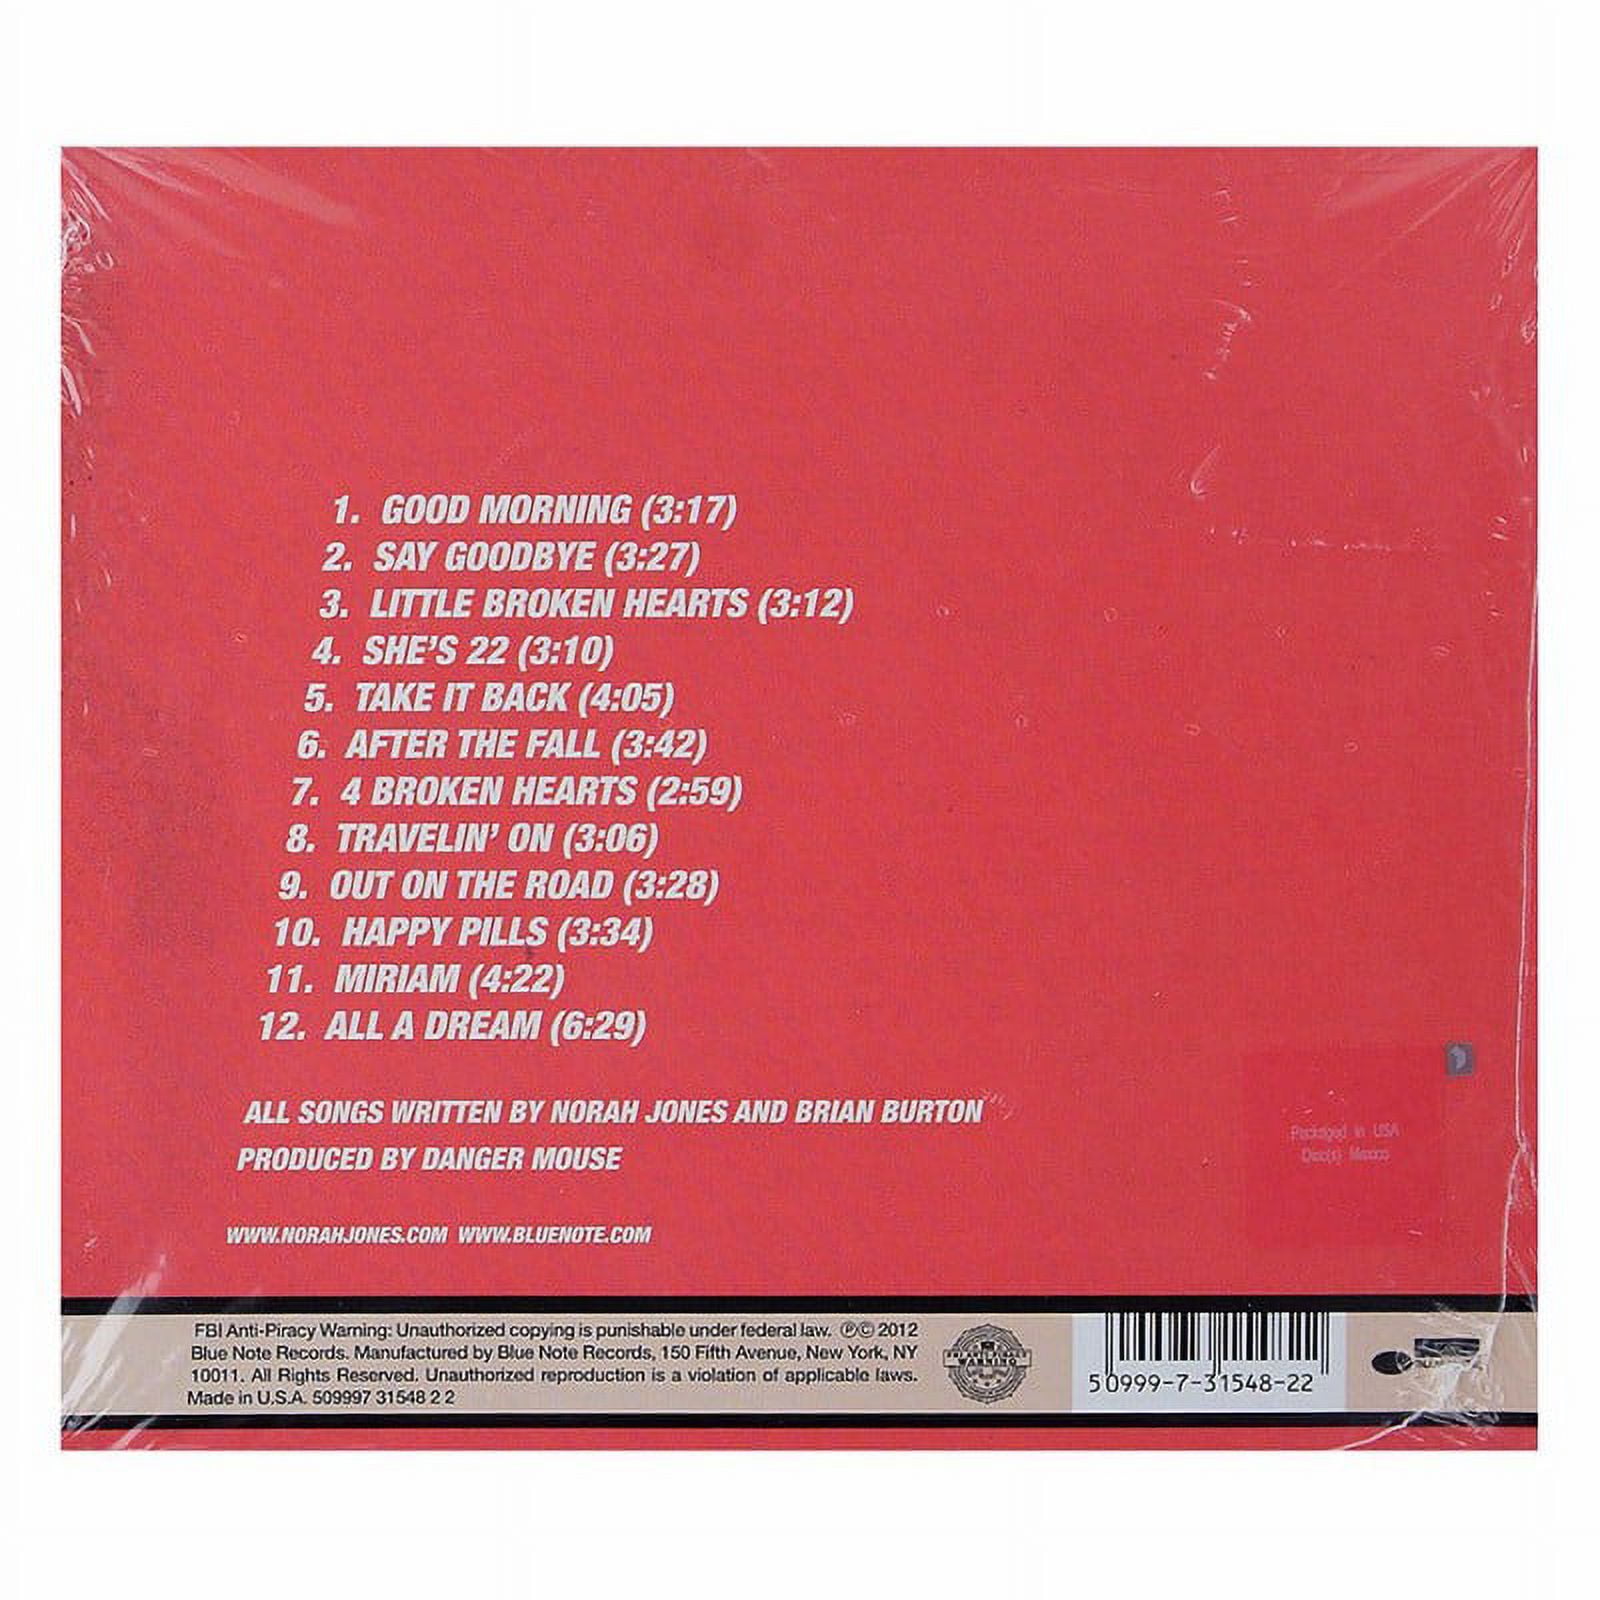 1. GOOD MORNING (3:17)
2. SAY GOODBYE (3:27)
3. LITTLE BROKEN HEARTS (3:12)
4. SHE'S 22 (3:10)
5. TAKE IT BACK (4:05)
6. AFTER THE FALL (3:42)
7. 4 BROKEN HEARTS (2:59)
8. TRAVELIN' ON (3:06)
9. OUT ON THE ROAD (3:28)
10. HAPPY PILLS (3:34)
11. MIRIAM (4:22)
12. ALL A DREAM (6:29)
ALL SONGS WRITTEN BY NORAH JONES AND BRIAN BURTON
PRODUCED BY DANGER MOUSE
Packaged in USA
Disc(s) Mexico
WWW.NORAHJONES.COM WWW.BLUENOTE.COM
FBI Anti-Piracy Warning: Unauthorized copying is punishable under federal law. ℗© 2012
Blue Note Records. Manufactured by Blue Note Records, 150 Fifth Avenue, New York, NY
10011. All Rights Reserved. Unauthorized reproduction is a violation of applicable laws.
Made in U.S.A. 509997 31548 2 2
FBI ANTI-PIRACY
WARNING
5 0999-7-31548-22